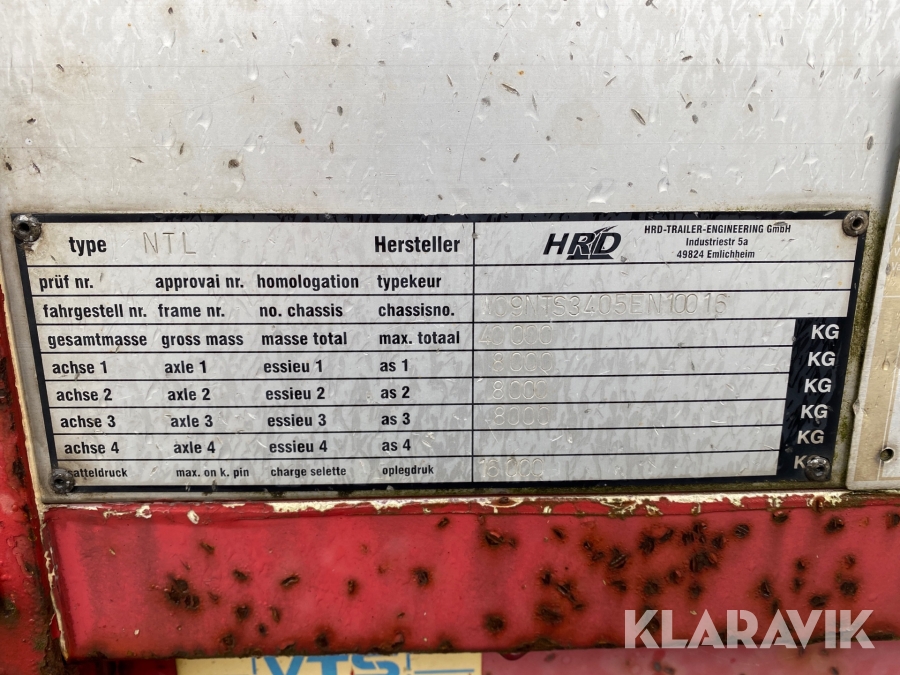 type NTL Hersteller HRD HRD-TRAILER-ENGINEERING GmbH
Industriestr 5a
49824 Emlichheim
prüf nr. approvai nr. homologation typekeur
fahrgestell nr. frame nr. no. chassis chassisno.
gesamtmasse gross mass masse total max. totaal 40000 KG
achse 1 axle 1 essieu 1 as 1 8000 KG
achse 2 axle 2 essieu 2 as 2 8000 KG
achse 3 axle 3 essieu 3 as 3 8000 KG
achse 4 axle 4 essieu 4 as 4 KG
max. on k. pin charge selette oplegdruk 16000
KLARAVIK
VTS